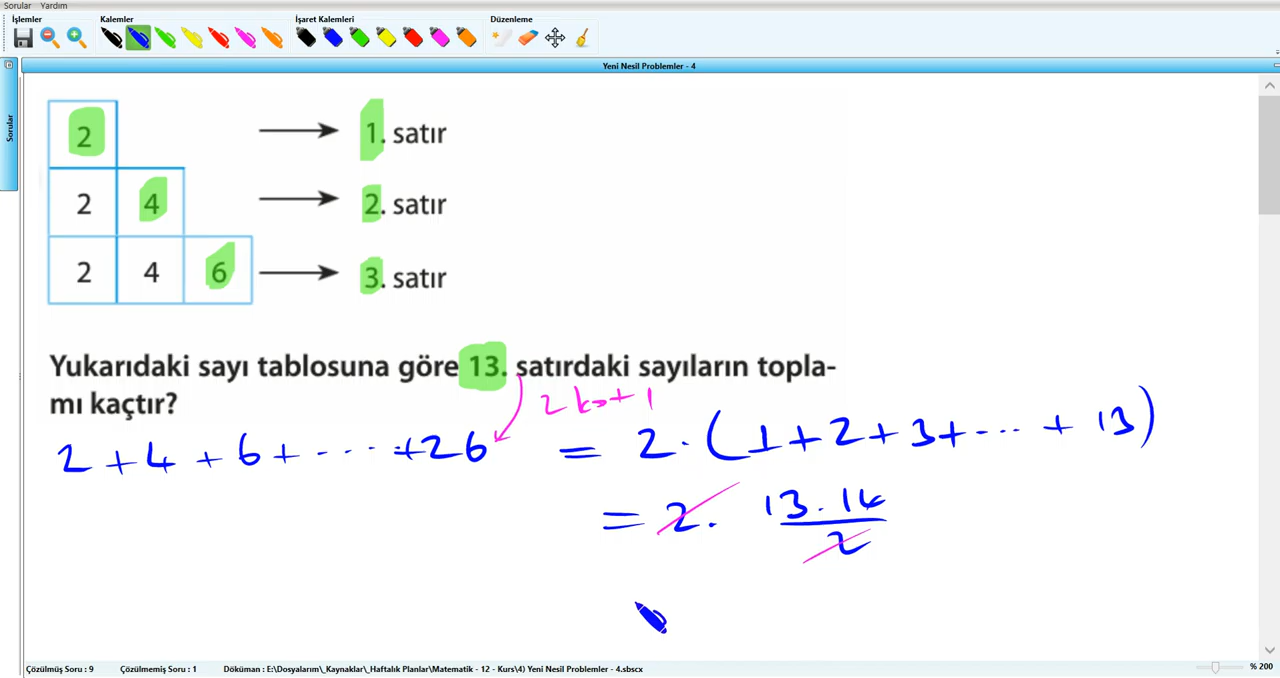 Sorular Yardım
İşlemler Kalemler İşaret Kalemleri Düzenleme
Yeni Nesil Problemler - 4
Sorular
2 → 1. satır
2 4 → 2. satır
2 4 6 → 3. satır
Yukarıdaki sayı tablosuna göre 13. satırdaki sayıların topla-
mı kaçtır?
2 + 4 + 6 + ... + 26 = 2 · (1 + 2 + 3 + ... + 13)
= 2 · 13 . 14 / 2
Çözülmüş Soru : 9 Çözülmemiş Soru : 1 Döküman : E:\Dosyalarım\_Kaynaklar\_Haftalık Planlar\Matematik - 12 - Kurs\4) Yeni Nesil Problemler - 4.sbscx % 200